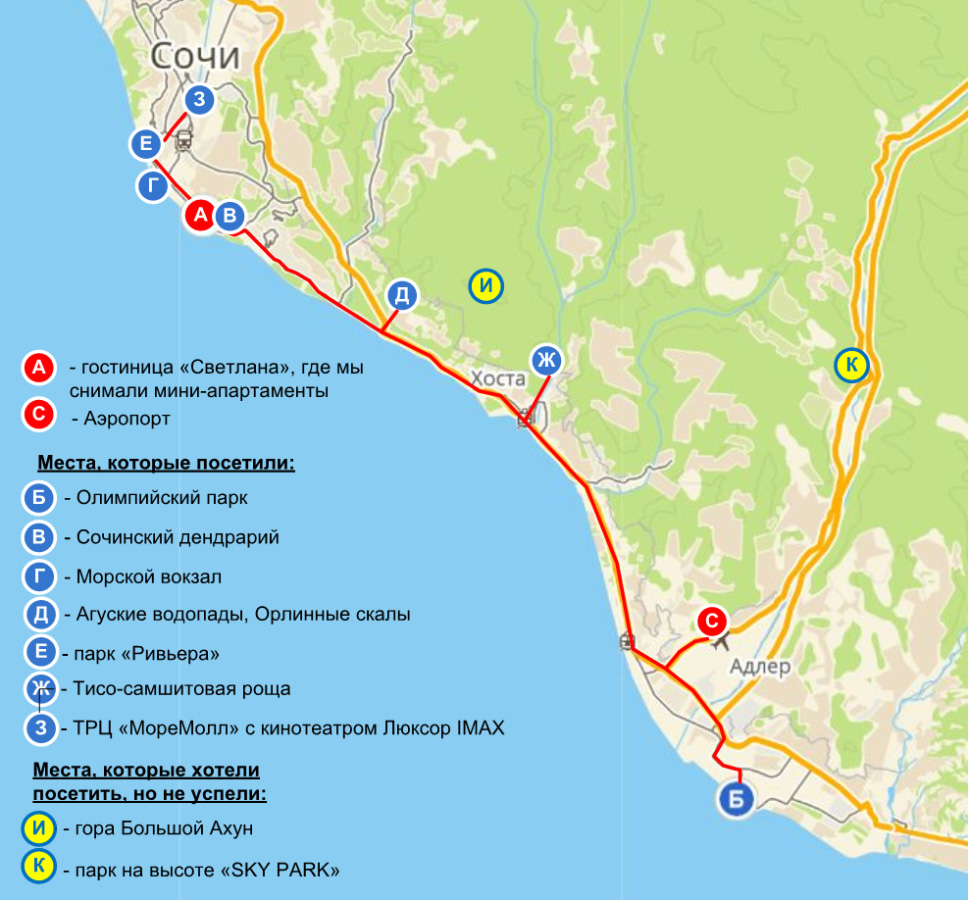 Сочи
З
Е
Г
А
В
Д
И
Ж
К
Хоста
А - гостиница «Светлана», где мы
снимали мини-апартаменты
С - Аэропорт
Места, которые посетили:
Б - Олимпийский парк
В - Сочинский дендрарий
Г - Морской вокзал
Д - Агуские водопады, Орлинные скалы
Е - парк «Ривьера»
Ж - Тисо-самшитовая роща
З - ТРЦ «МореМолл» с кинотеатром Люксор IMAX
С
Адлер
Б
Места, которые хотели
посетить, но не успели:
И - гора Большой Ахун
К - парк на высоте «SKY PARK»